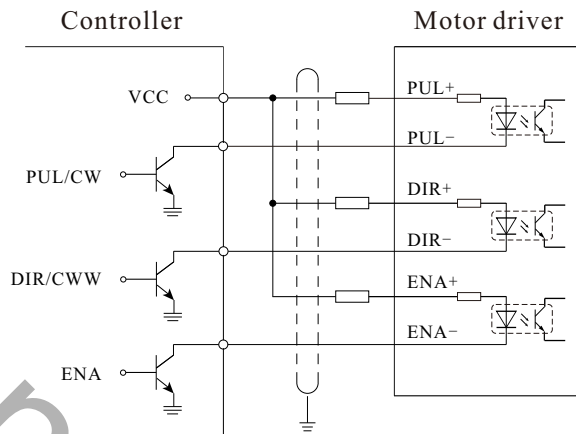 Controller
Motor driver
VCC
PUL+
PUL−
PUL/CW
DIR+
DIR−
DIR/CWW
ENA+
ENA−
ENA